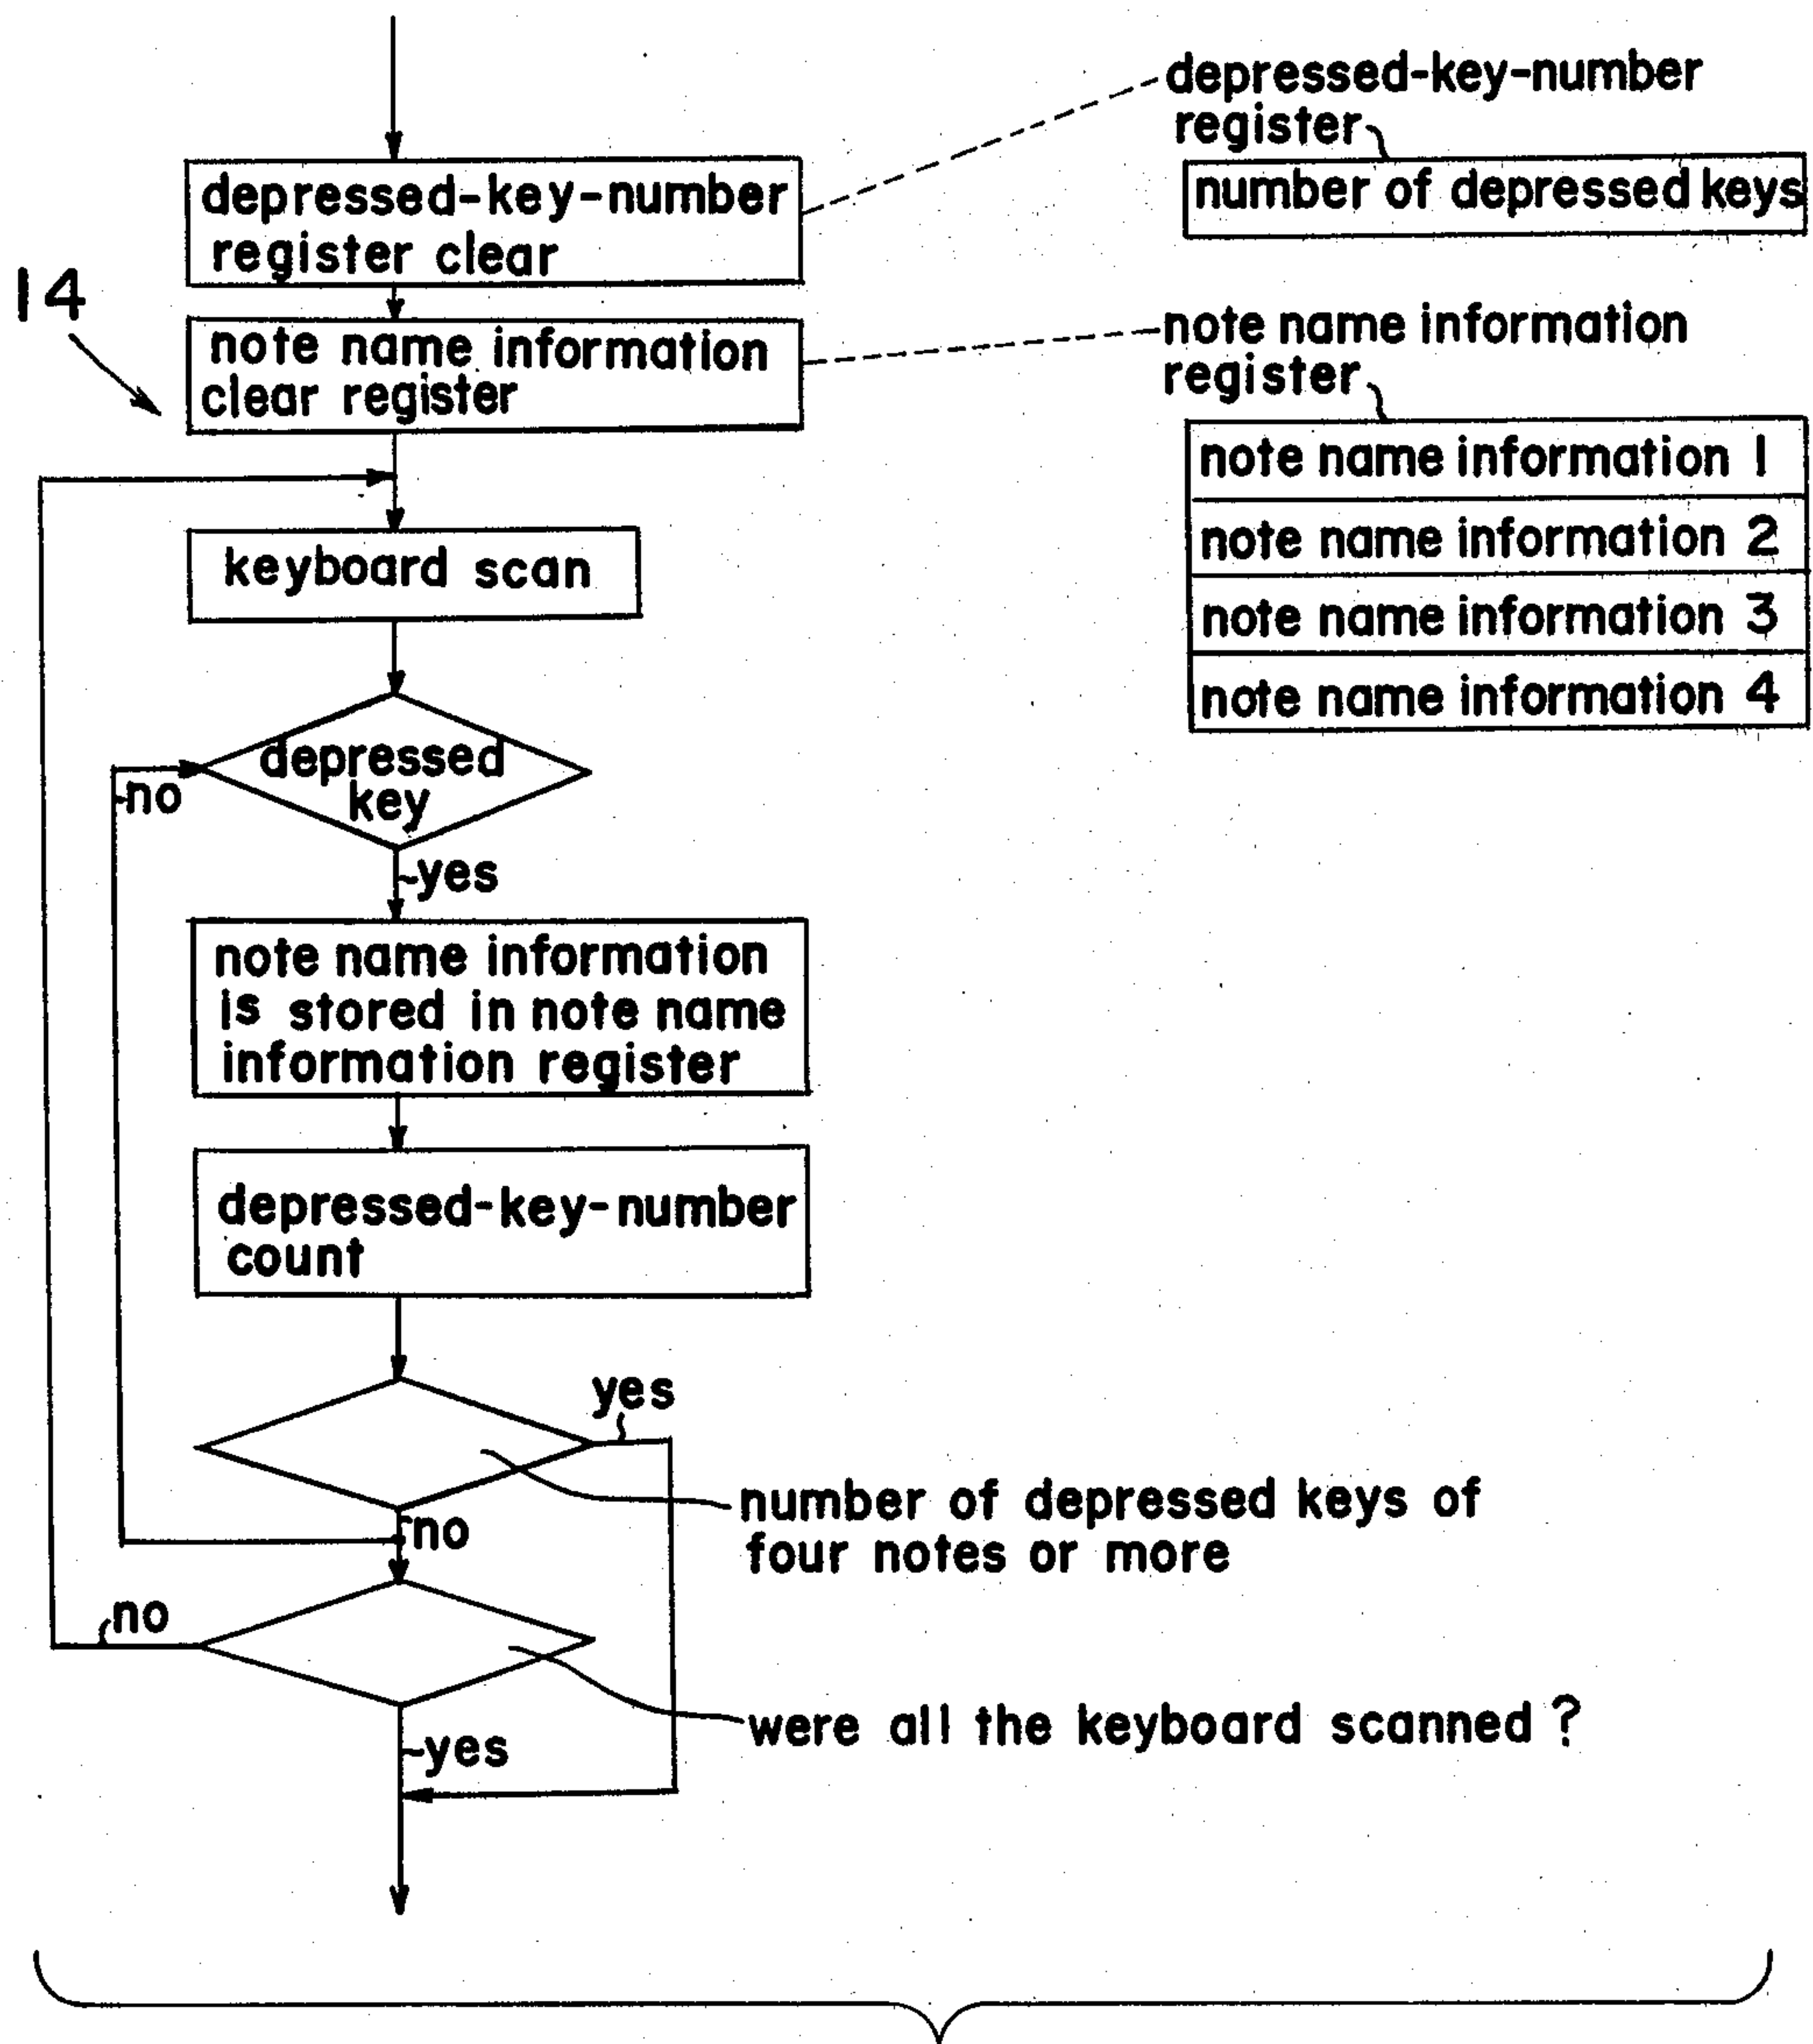 depressed-key-number
register clear
depressed-key-number
register
number of depressed keys
14
note name information
clear register
note name information
register
note name information 1
note name information 2
note name information 3
note name information 4
keyboard scan
depressed
key
no
yes
note name information
is stored in note name
information register
depressed-key-number
count
yes
number of depressed keys of
four notes or more
no
no
were all the keyboard scanned ?
yes